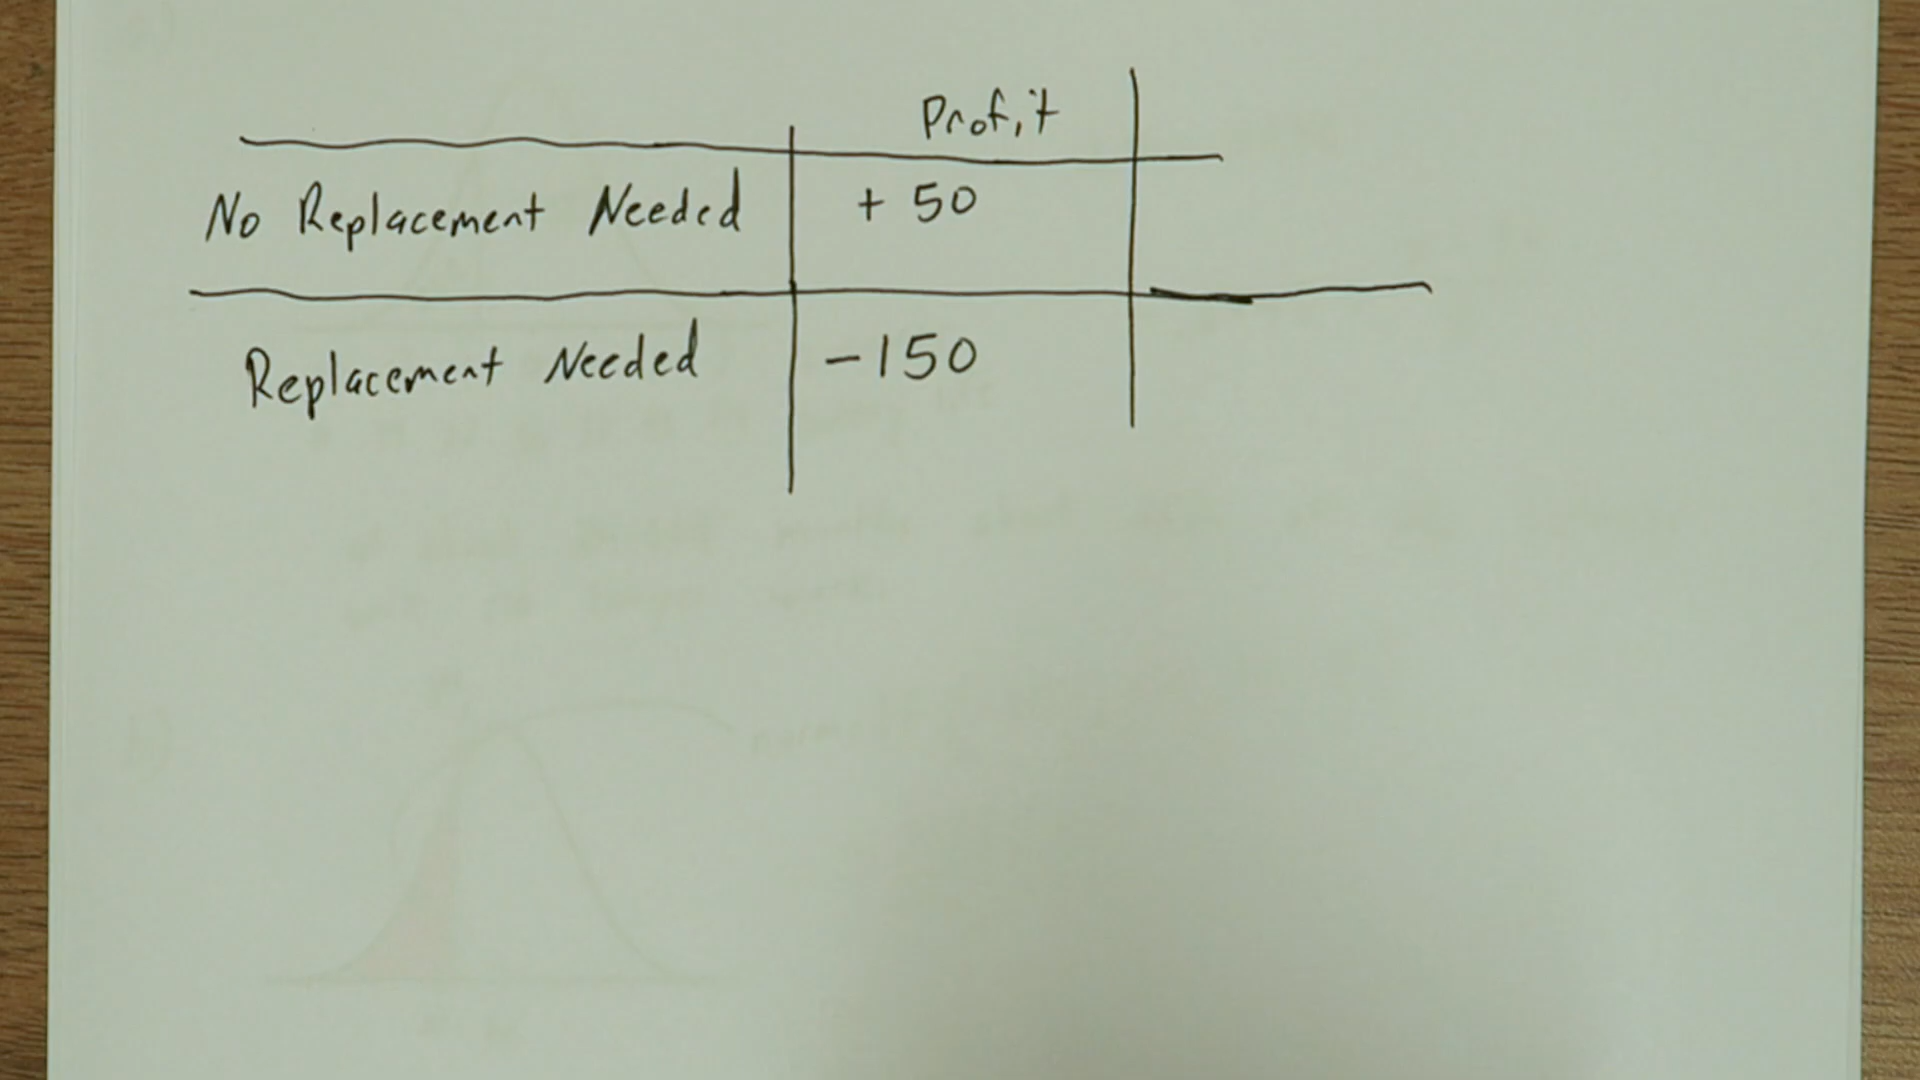 Profit
No Replacement Needed + 50
Replacement Needed -150